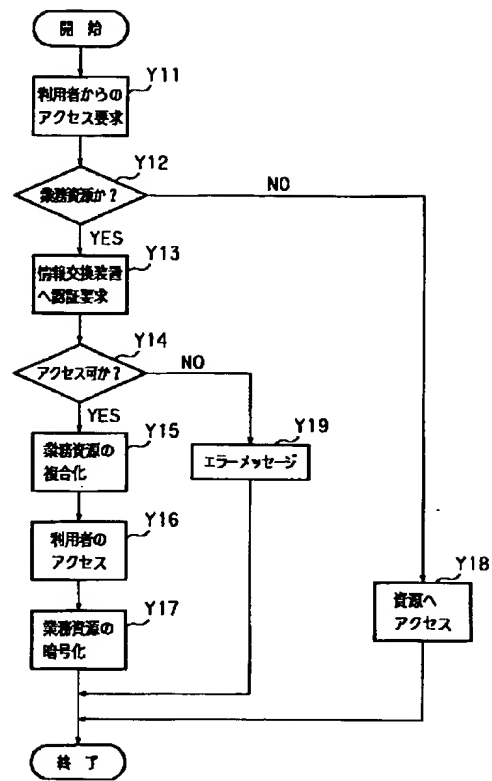 開 始
Y11
利用者からの
アクセス要求
Y12
業務資源か？
NO
YES
Y13
情報交換装置
へ認証要求
Y14
アクセス可か？
NO
YES
Y15
業務資源の
複合化
Y19
エラーメッセージ
Y16
利用者の
アクセス
Y18
資源へ
アクセス
Y17
業務資源の
暗号化
終 了